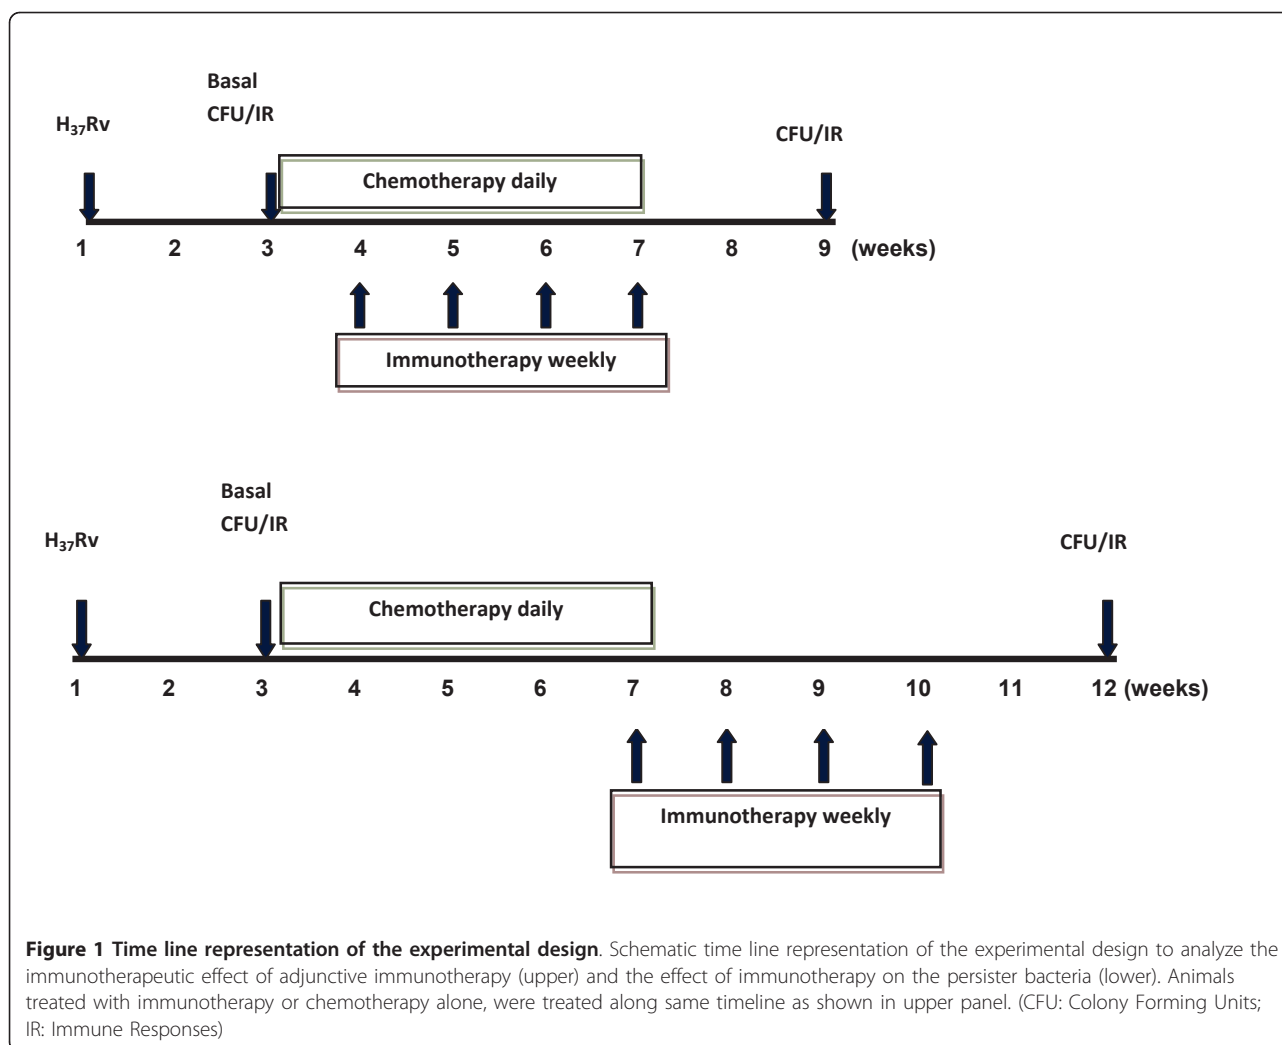 Basal
CFU/IR
H₃₇Rv
CFU/IR
Chemotherapy daily
1 2 3 4 5 6 7 8 9 (weeks)
Immunotherapy weekly
Basal
CFU/IR
H₃₇Rv
CFU/IR
Chemotherapy daily
1 2 3 4 5 6 7 8 9 10 11 12 (weeks)
Immunotherapy weekly
Figure 1 Time line representation of the experimental design. Schematic time line representation of the experimental design to analyze the
immunotherapeutic effect of adjunctive immunotherapy (upper) and the effect of immunotherapy on the persister bacteria (lower). Animals
treated with immunotherapy or chemotherapy alone, were treated along same timeline as shown in upper panel. (CFU: Colony Forming Units;
IR: Immune Responses)